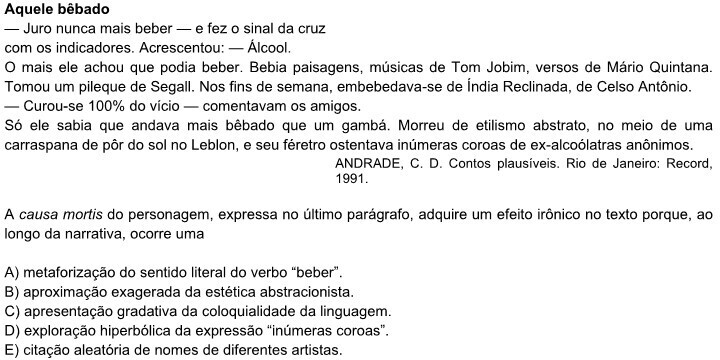 Aquele bêbado
— Juro nunca mais beber — e fez o sinal da cruz
com os indicadores. Acrescentou: — Álcool.
O mais ele achou que podia beber. Bebia paisagens, músicas de Tom Jobim, versos de Mário Quintana.
Tomou um pileque de Segall. Nos fins de semana, embebedava-se de Índia Reclinada, de Celso Antônio.
— Curou-se 100% do vício — comentavam os amigos.
Só ele sabia que andava mais bêbado que um gambá. Morreu de etilismo abstrato, no meio de uma
carraspana de pôr do sol no Leblon, e seu féretro ostentava inúmeras coroas de ex-alcoólatras anônimos.
ANDRADE, C. D. Contos plausíveis. Rio de Janeiro: Record,
1991.
A causa mortis do personagem, expressa no último parágrafo, adquire um efeito irônico no texto porque, ao
longo da narrativa, ocorre uma
A) metaforização do sentido literal do verbo “beber”.
B) aproximação exagerada da estética abstracionista.
C) apresentação gradativa da coloquialidade da linguagem.
D) exploração hiperbólica da expressão “inúmeras coroas”.
E) citação aleatória de nomes de diferentes artistas.